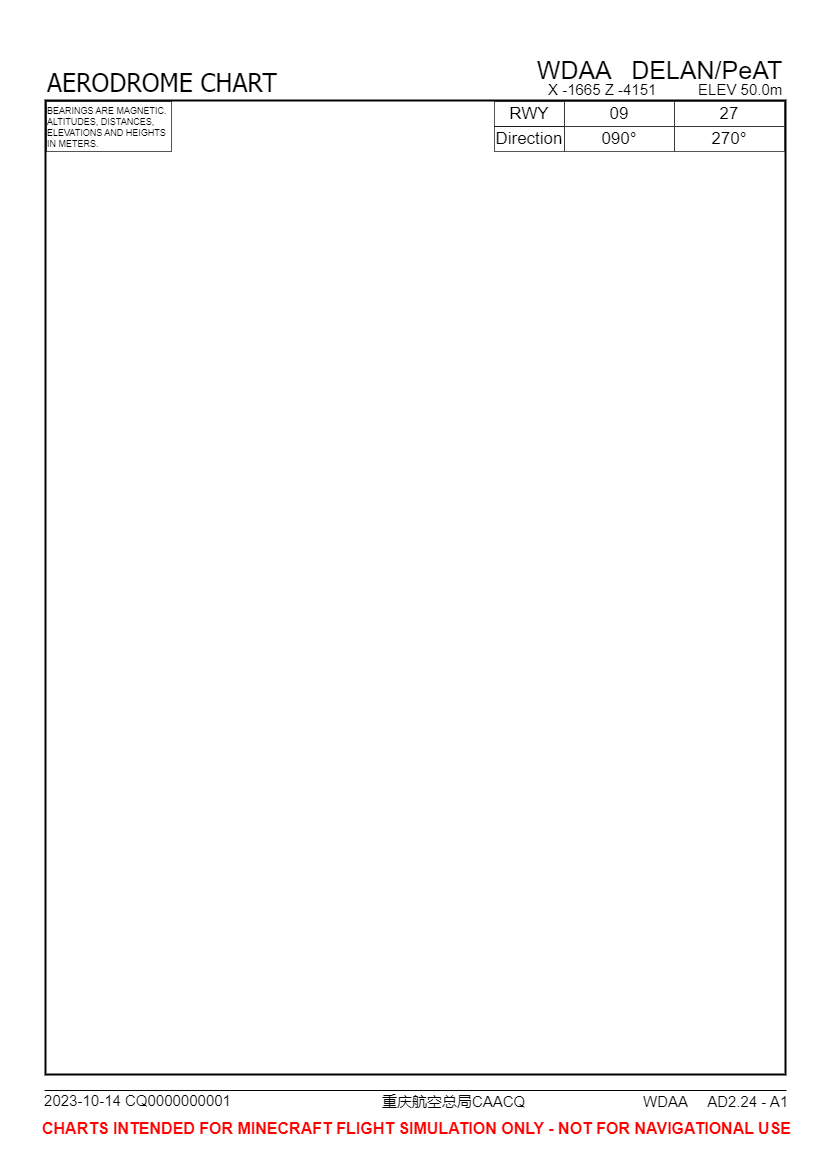 AERODROME CHART
WDAA DELAN/PeAT
X -1665 Z -4151 ELEV 50.0m
BEARINGS ARE MAGNETIC.
ALTITUDES, DISTANCES,
ELEVATIONS AND HEIGHTS
IN METERS.
RWY 09 27
Direction 090° 270°
2023-10-14 CQ0000000001 重庆航空总局CAACQ WDAA AD2.24 - A1
CHARTS INTENDED FOR MINECRAFT FLIGHT SIMULATION ONLY - NOT FOR NAVIGATIONAL USE